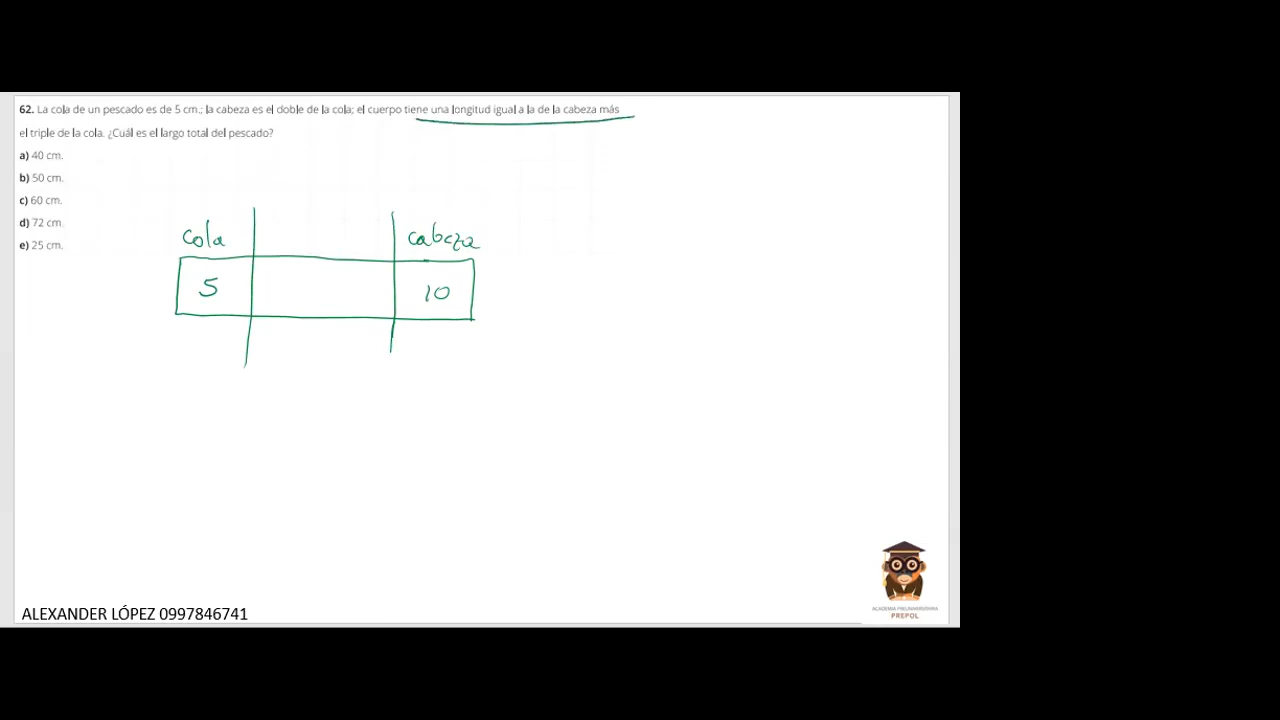 62. La cola de un pescado es de 5 cm.; la cabeza es el doble de la cola; el cuerpo tiene una longitud igual a la de la cabeza más
el triple de la cola. ¿Cuál es el largo total del pescado?
a) 40 cm.
b) 50 cm.
c) 60 cm.
d) 72 cm.
e) 25 cm.
cola cabeza
5 10
ACADEMIA PREUNIVERSITARIA
PREPOL
ALEXANDER LÓPEZ 0997846741